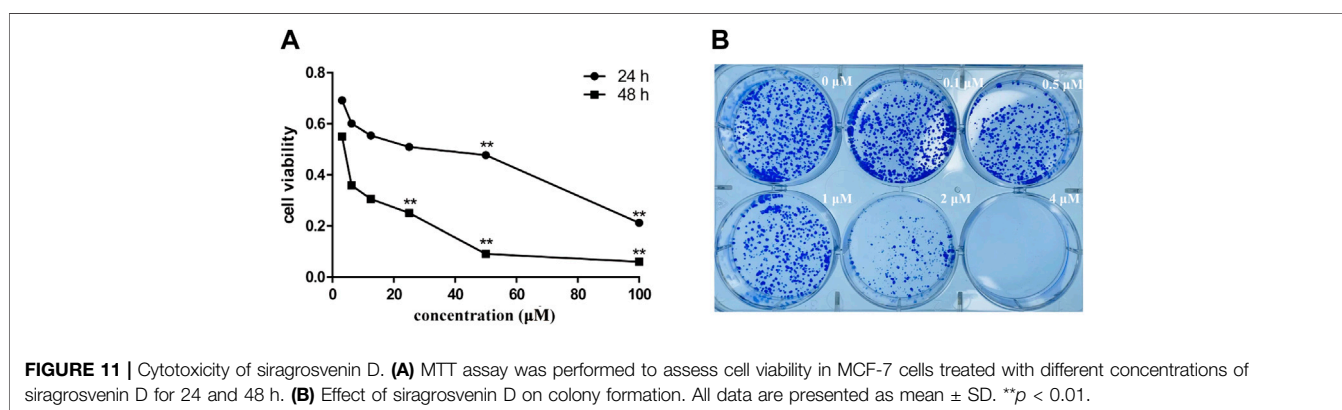 A
0.8
0.6
0.4
0.2
0.0
cell viability
24 h
48 h
**
**
**
**
**
0 20 40 60 80 100
concentration (μM)
B
0 μM 0.1 μM 0.5 μM
1 μM 2 μM 4 μM
FIGURE 11 | Cytotoxicity of siragrosvenin D. (A) MTT assay was performed to assess cell viability in MCF-7 cells treated with different concentrations of
siragrosvenin D for 24 and 48 h. (B) Effect of siragrosvenin D on colony formation. All data are presented as mean ± SD. **p < 0.01.